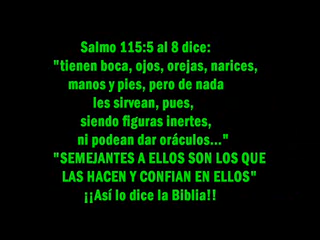 Salmo 115:5 al 8 dice:
"tienen boca, ojos, orejas, narices,
manos y pies, pero de nada
les sirvean, pues,
siendo figuras inertes,
ni podean dar oráculos..."
"SEMEJANTES A ELLOS SON LOS QUE
LAS HACEN Y CONFIAN EN ELLOS"
¡¡Así lo dice la Biblia!!